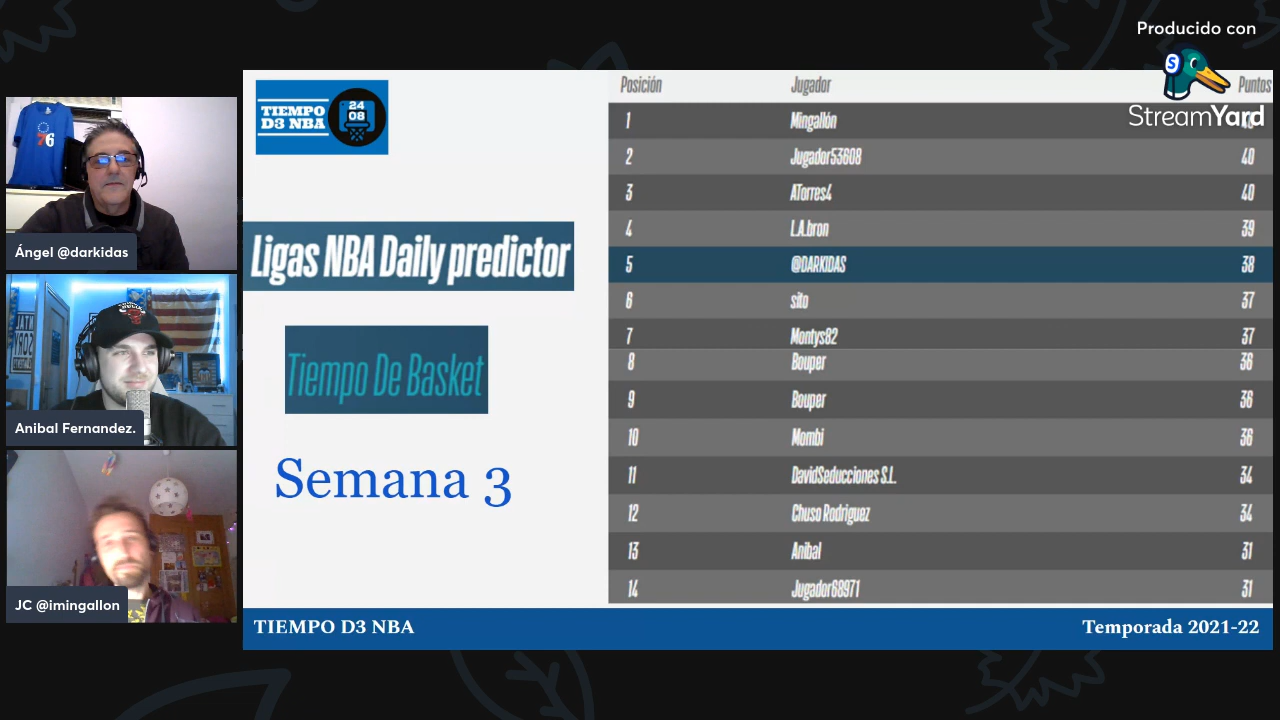 Producido con
StreamYard
TIEMPO
D3 NBA
24
08
Ligas NBA Daily predictor
Tiempo De Basket
Semana 3
Posición Jugador Puntos
1 Mingallón
2 Jugador53608 40
3 ATorres4 40
4 L.A.bron 39
5 @DARKIDAS 38
6 sito 37
7 Montys82 37
8 Bouper 36
9 Bouper 36
10 Mombi 36
11 DavidSeducciones S.L. 34
12 Chuso Rodriguez 34
13 Anibal 31
14 Jugador68971 31
76
Ángel @darkidas
Anibal Fernandez.
JC @imingallon
TIEMPO D3 NBA
Temporada 2021-22